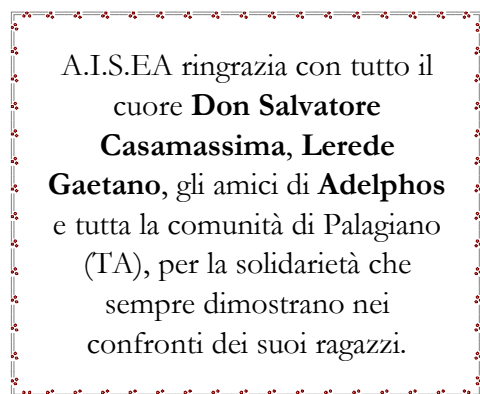 A.I.S.EA ringrazia con tutto il
cuore Don Salvatore
Casamassima, Lerede
Gaetano, gli amici di Adelphos
e tutta la comunità di Palagiano
(TA), per la solidarietà che
sempre dimostrano nei
confronti dei suoi ragazzi.